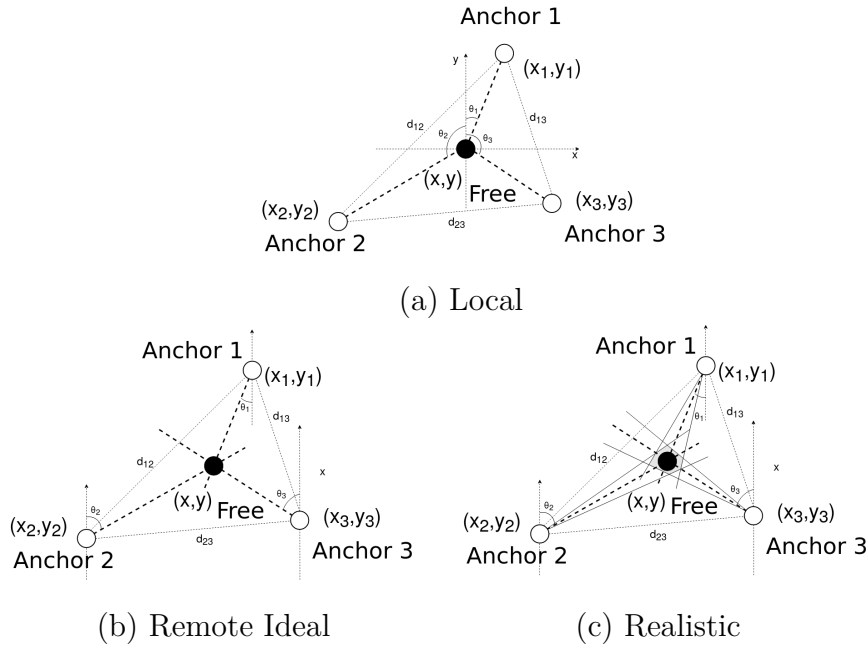 Anchor 1
y
(x1,y1)
θ1
d12
d13
θ2
θ3
x
(x,y)
Free
(x2,y2)
(x3,y3)
d23
Anchor 2
Anchor 3
(a) Local
Anchor 1
(x1,y1)
θ1
d13
d12
x
θ2
θ3
(x,y)
Free
(x2,y2)
(x3,y3)
d23
Anchor 2
Anchor 3
(b) Remote Ideal
Anchor 1
(x1,y1)
θ1
d13
d12
x
θ2
θ3
(x,y)
Free
(x2,y2)
(x3,y3)
d23
Anchor 2
Anchor 3
(c) Realistic